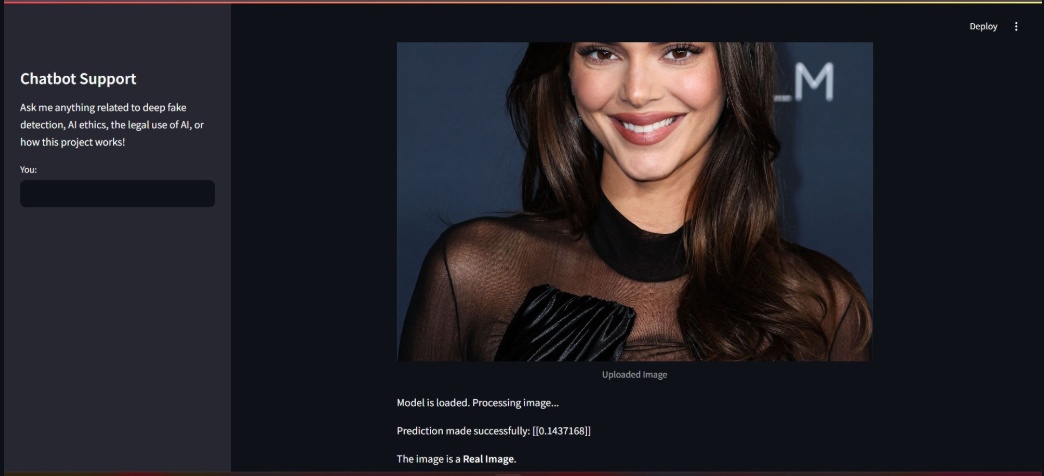 Deploy
Chatbot Support
Ask me anything related to deep fake
detection, AI ethics, the legal use of AI, or
how this project works!
You:
LM
Uploaded Image
Model is loaded. Processing image...
Prediction made successfully: [[0.1437168]]
The image is a Real Image.